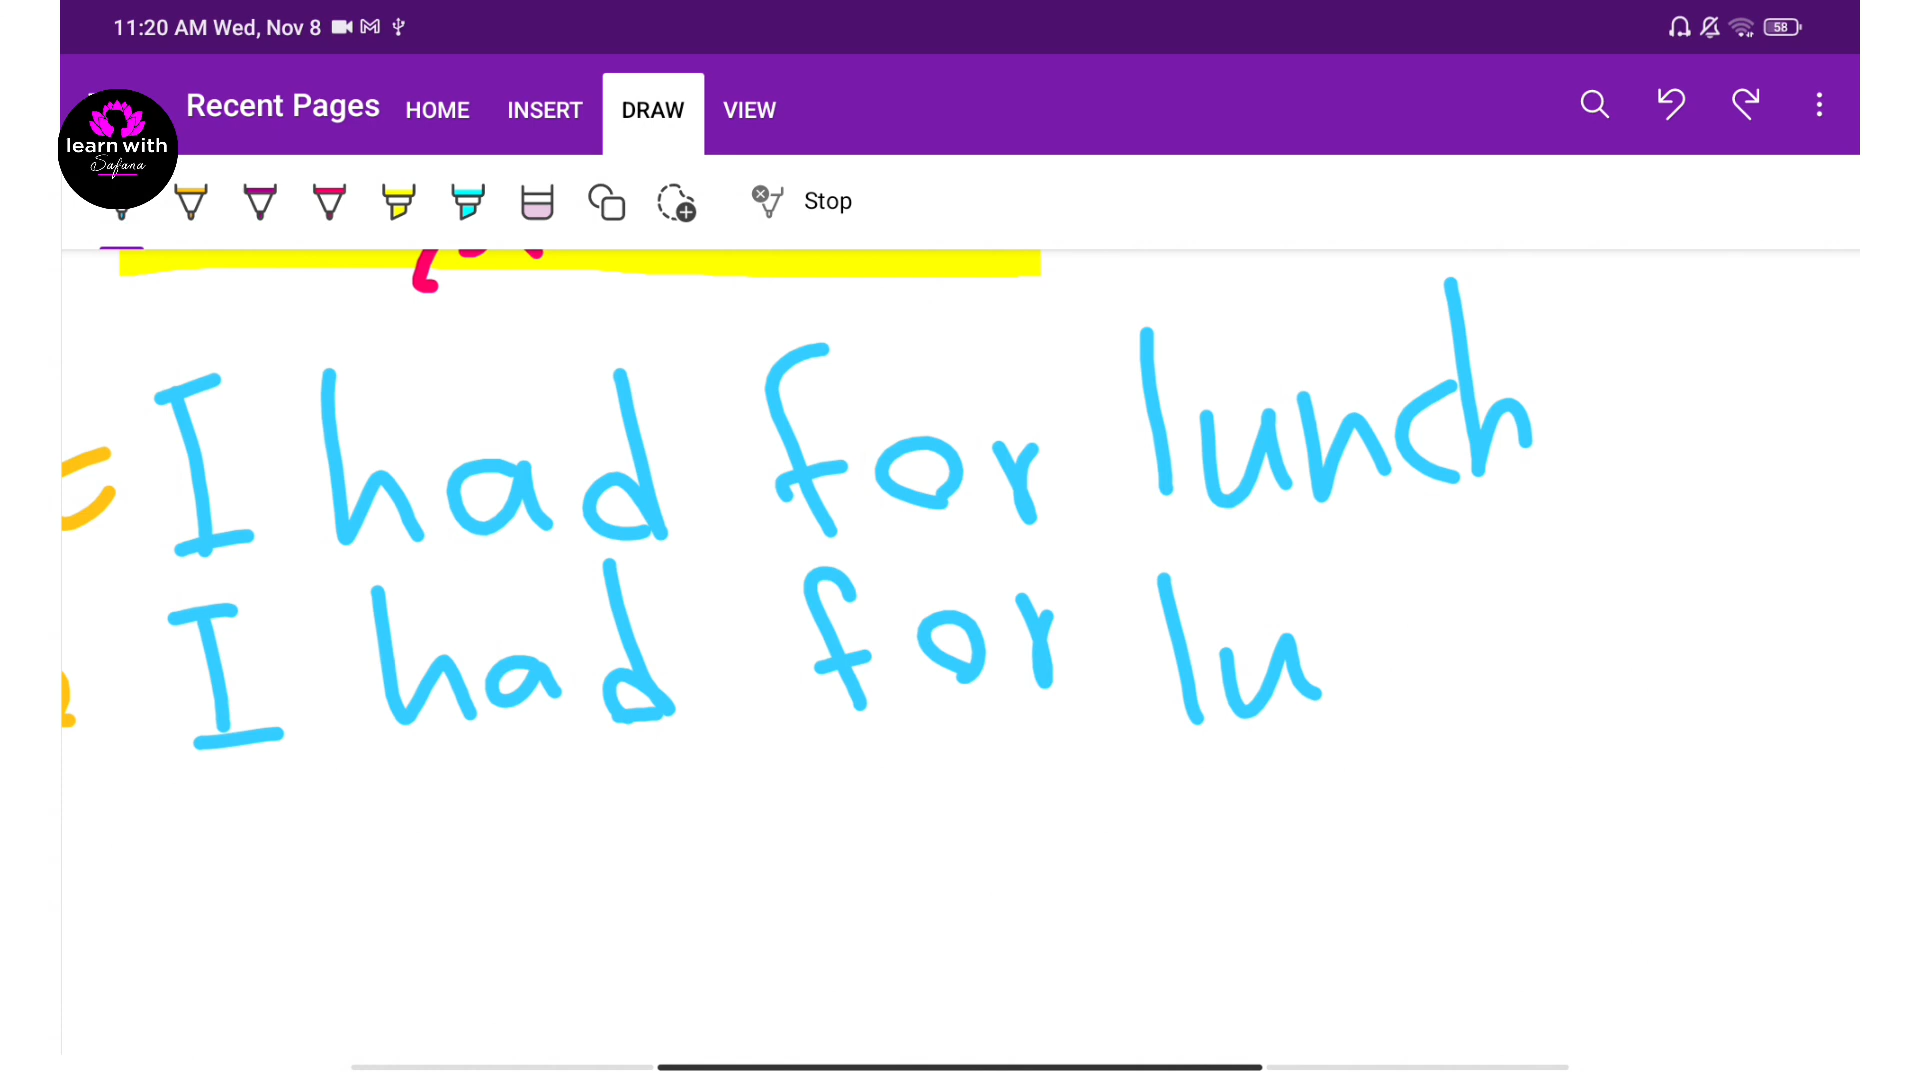 11:20 AM Wed, Nov 8
58
Recent Pages HOME INSERT DRAW VIEW
learn with
Safana
Stop
I had for lunch
I had for lu